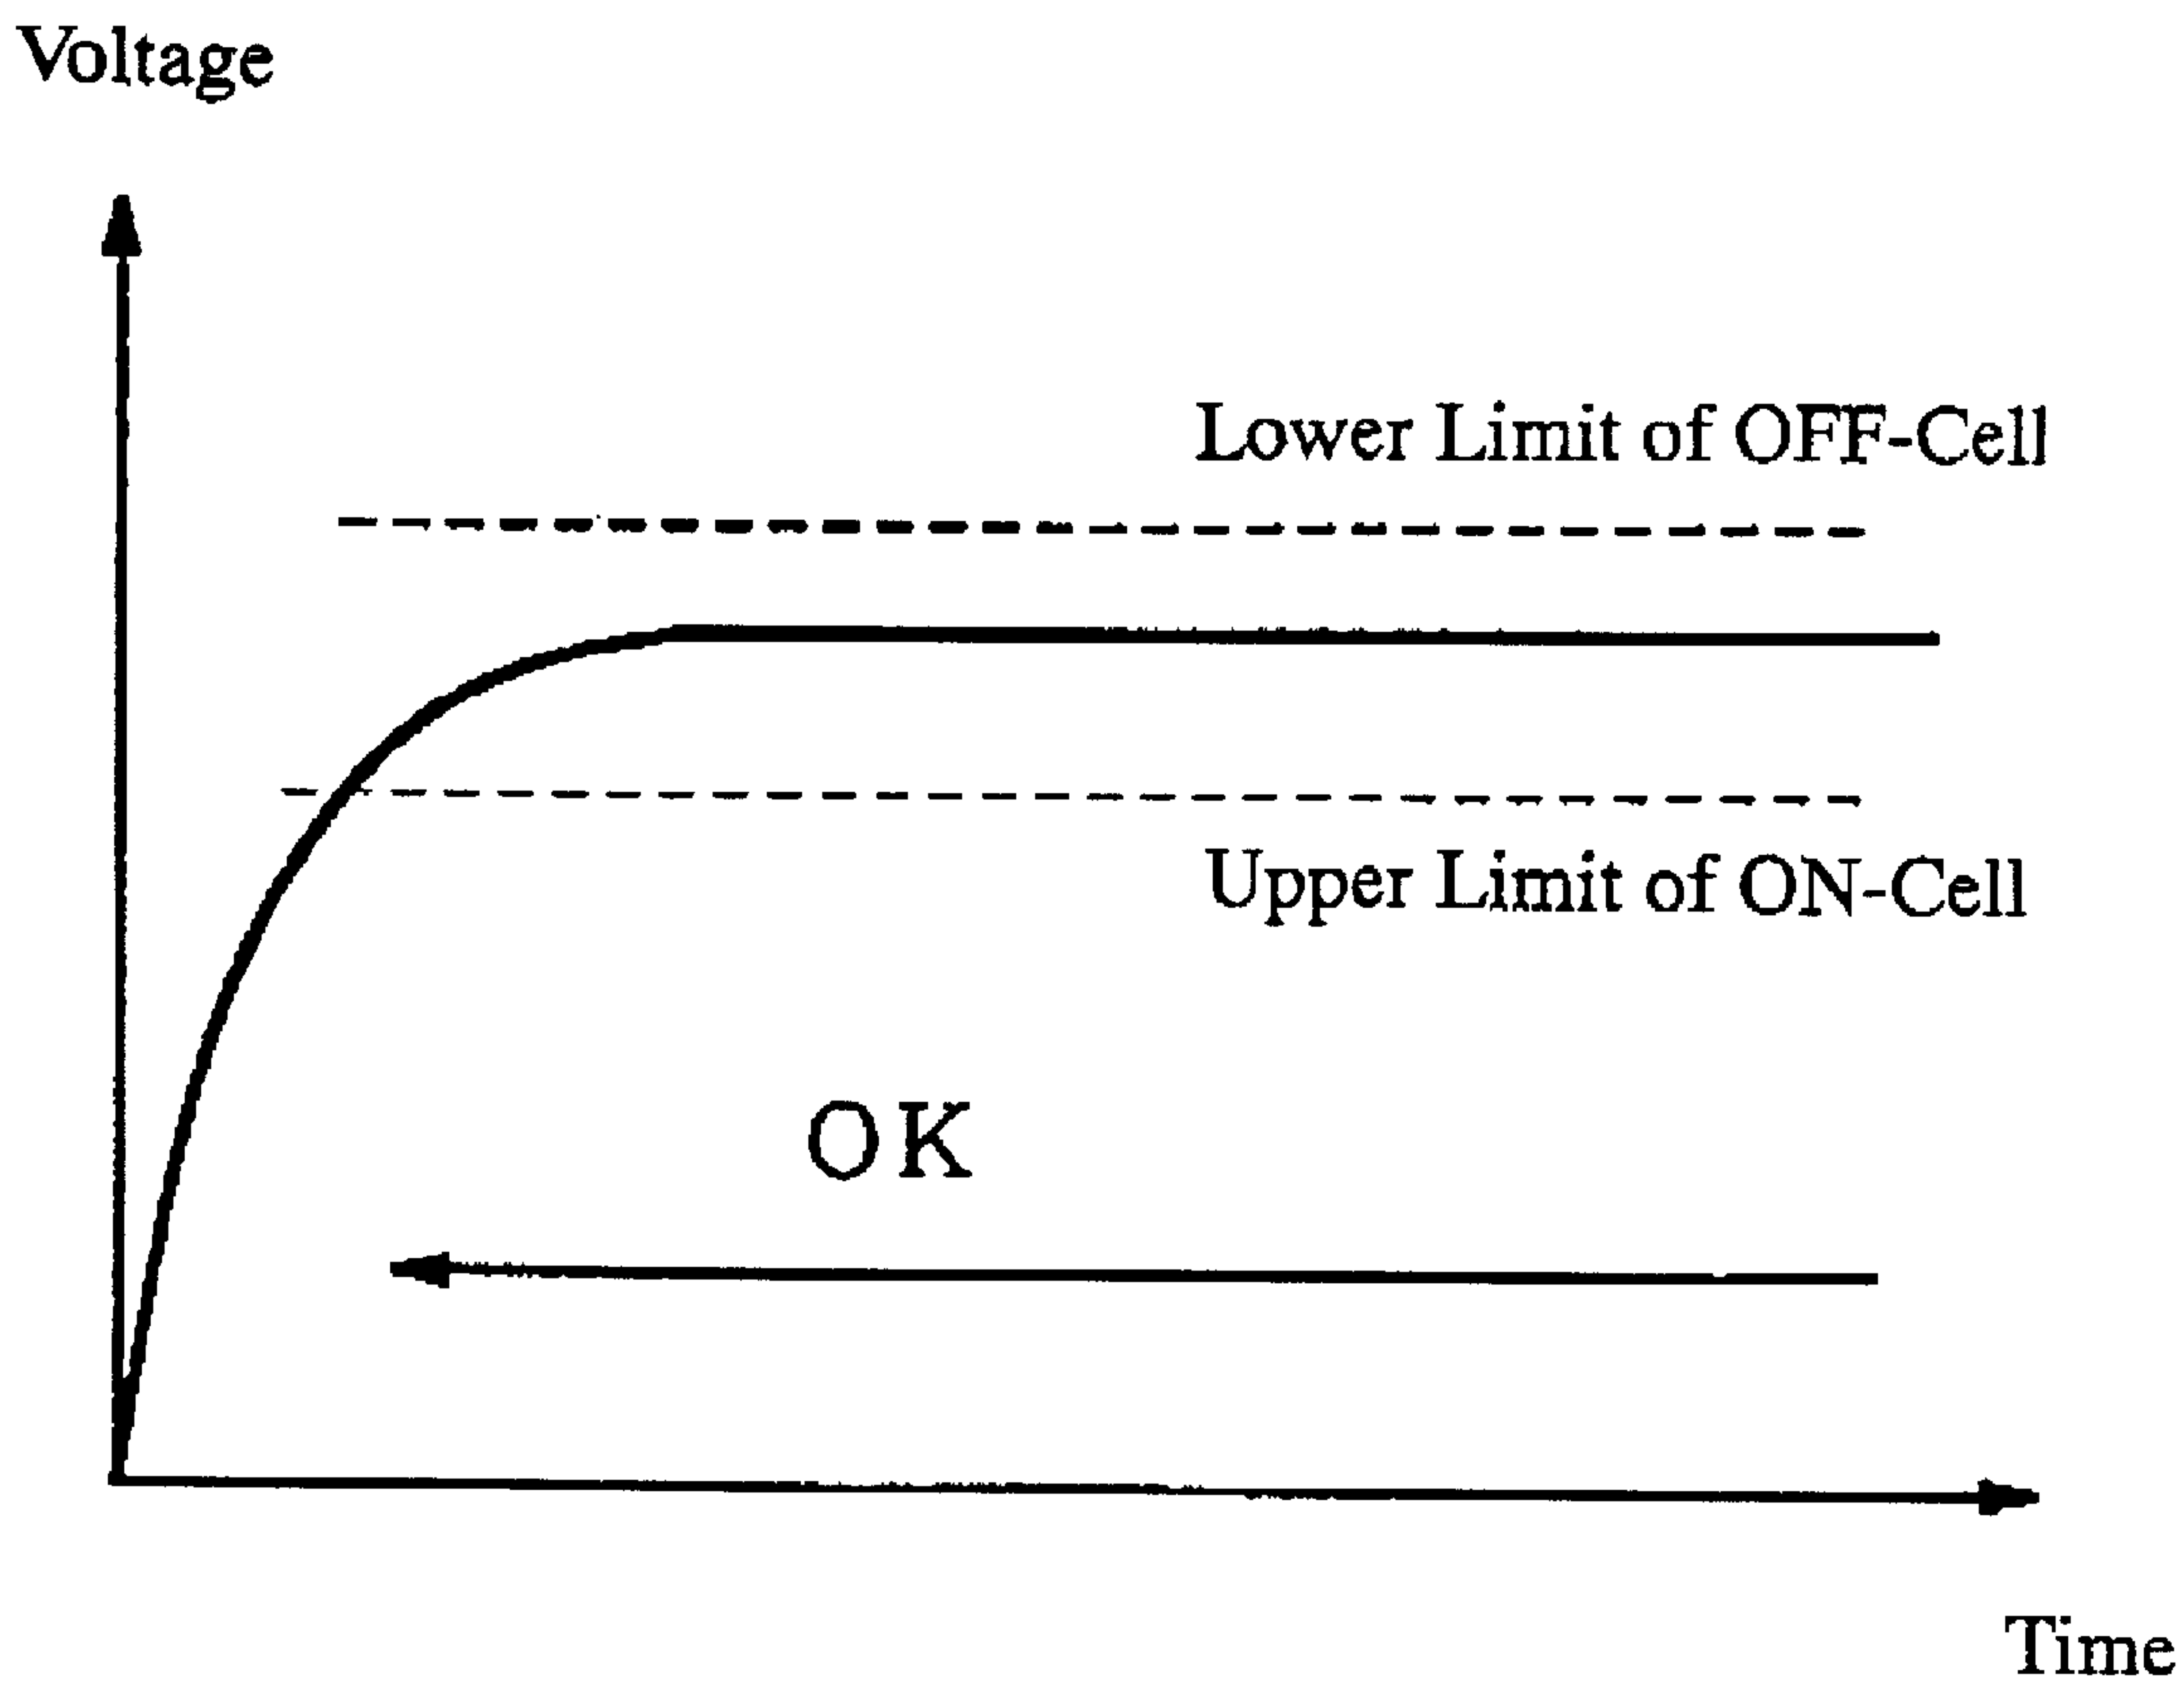 Voltage
Lower Limit of OFF-Cell
Upper Limit of ON-Cell
OK
Time